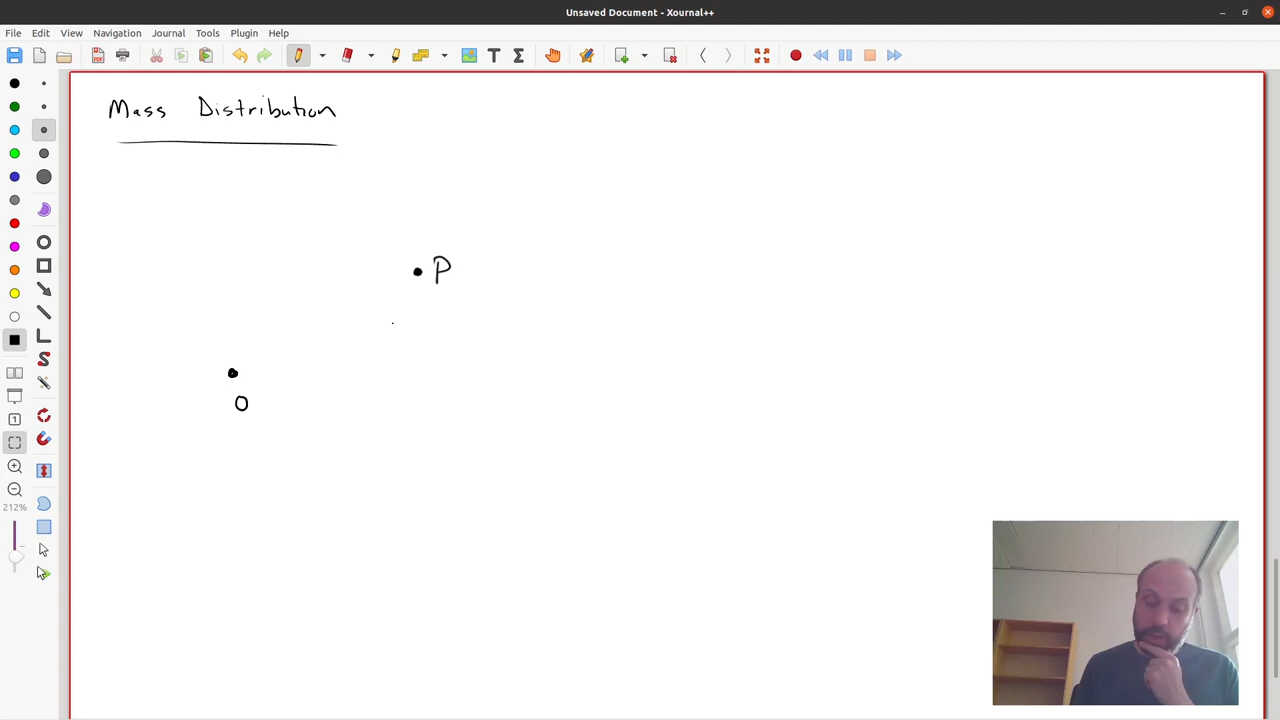 Unsaved Document - Xournal++
File Edit View Navigation Journal Tools Plugin Help
Mass Distribution
P
O
212%